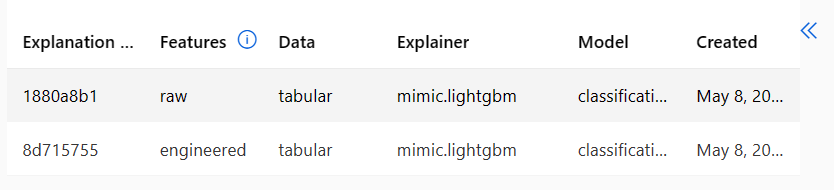 Explanation ... Features Data Explainer Model Created
1880a8b1 raw tabular mimic.lightgbm classificati... May 8, 20...
8d715755 engineered tabular mimic.lightgbm classificati... May 8, 20...